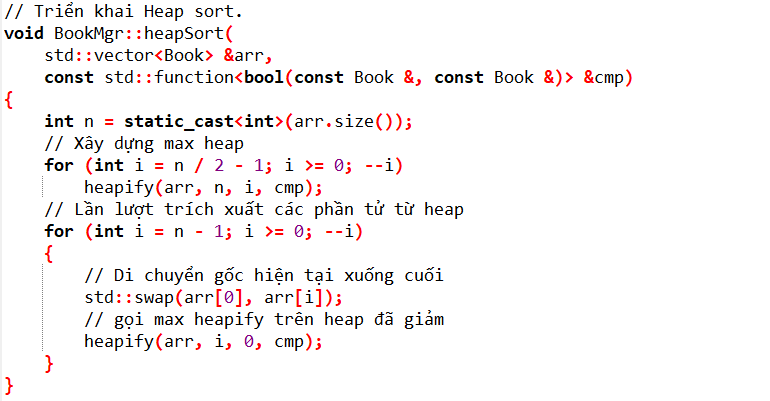 // Triển khai Heap sort.
void BookMgr::heapSort(
    std::vector<Book> &arr,
    const std::function<bool(const Book &, const Book &)> &cmp)
{
    int n = static_cast<int>(arr.size());
    // Xây dựng max heap
    for (int i = n / 2 - 1; i >= 0; --i)
        heapify(arr, n, i, cmp);
    // Lần lượt trích xuất các phần tử từ heap
    for (int i = n - 1; i >= 0; --i)
    {
        // Di chuyển gốc hiện tại xuống cuối
        std::swap(arr[0], arr[i]);
        // gọi max heapify trên heap đã giảm
        heapify(arr, i, 0, cmp);
    }
}